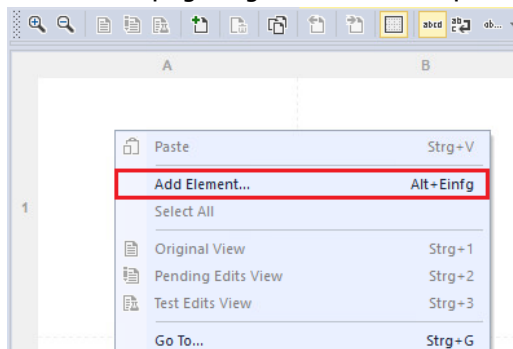 abcd ab c ab...
A B
Paste Strg+V
Add Element... Alt+Einfg
1
Select All
Original View Strg+1
Pending Edits View Strg+2
Test Edits View Strg+3
Go To... Strg+G